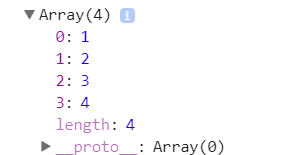 Array(4) i
0: 1
1: 2
2: 3
3: 4
length: 4
__proto__: Array(0)